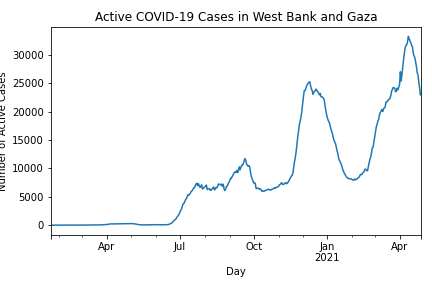 Active COVID-19 Cases in West Bank and Gaza
Number of Active Cases
30000
25000
20000
15000
10000
5000
0
Apr
Jul
Oct
Jan
2021
Apr
Day